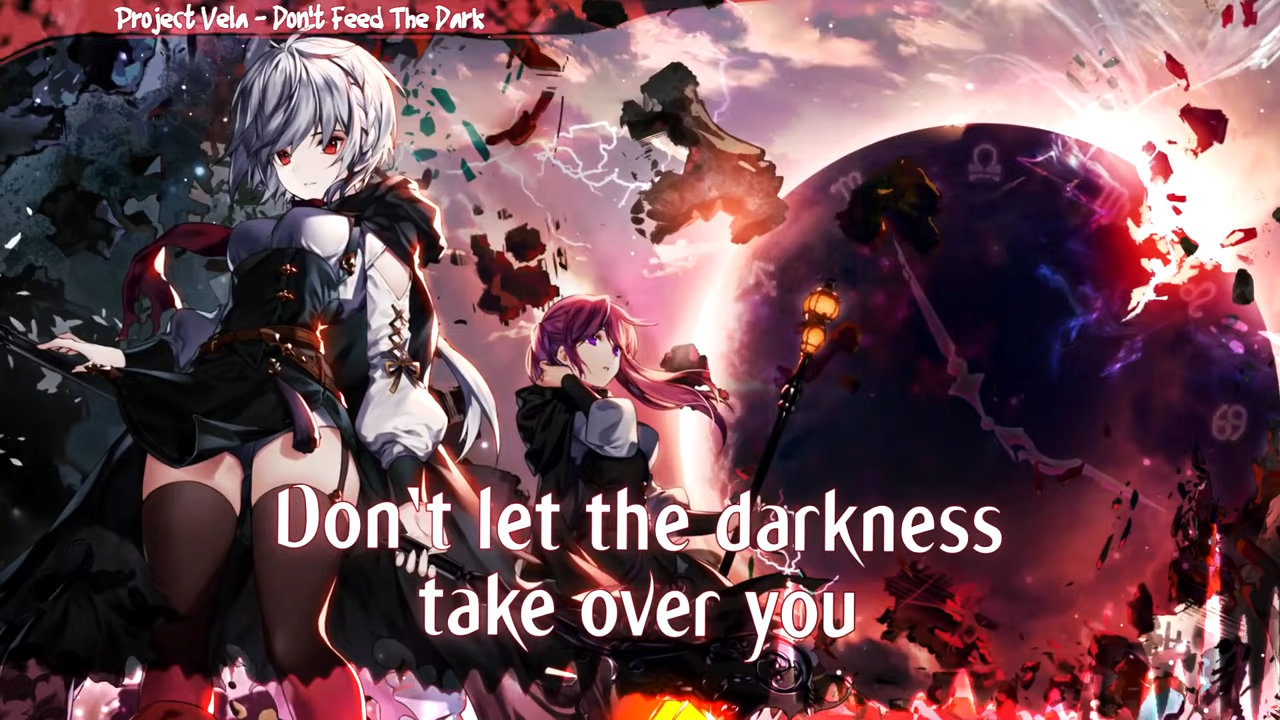 Project Vela - Don't Feed The Dark
Don't let the darkness
take over you